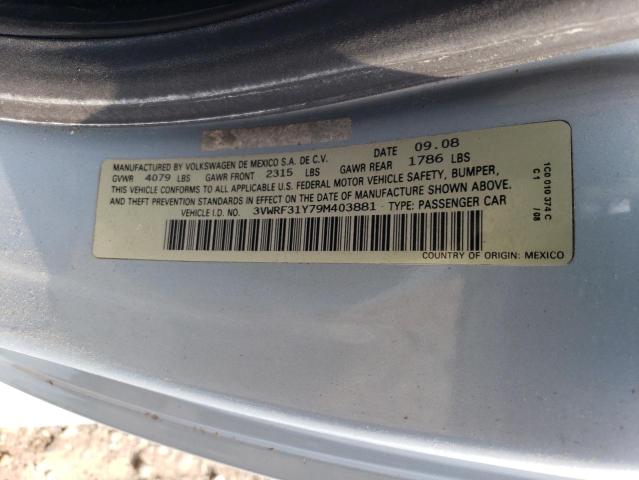 MANUFACTURED BY VOLKSWAGEN DE MEXICO S.A. DE C.V. DATE 09.08
GVWR 4079 LBS GAWR FRONT 2315 LBS GAWR REAR 1786 LBS
THIS VEHICLE CONFORMS TO ALL APPLICABLE U.S. FEDERAL MOTOR VEHICLE SAFETY, BUMPER,
THEFT PREVENTION STANDARDS IN EFFECT ON THE DATE OF MANUFACTURE SHOWN ABOVE.
VEHICLE I.D. NO. 3VWRF31Y79M403881 - TYPE: PASSENGER CAR
COUNTRY OF ORIGIN: MEXICO
1C0 010 374 C
C1 / 08